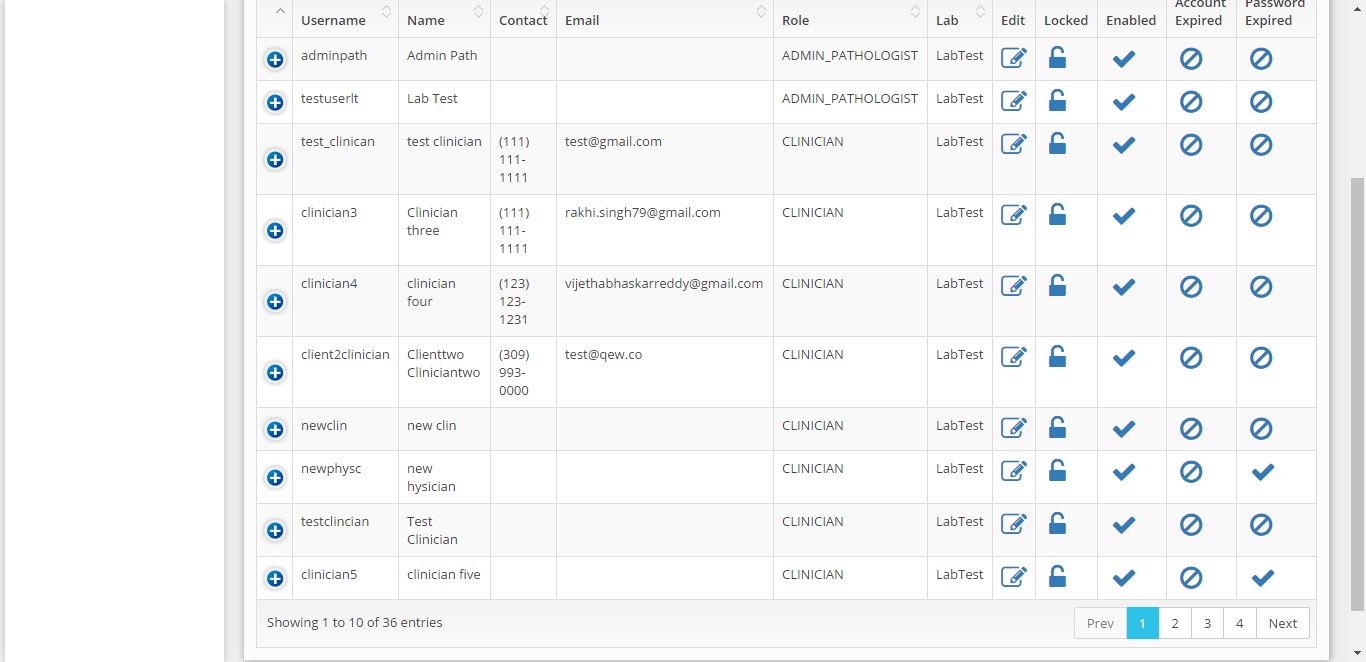 Username Name Contact Email Role Lab Edit Locked Enabled Account Expired Password Expired
adminpath Admin Path ADMIN_PATHOLOGIST LabTest
testuserlt Lab Test ADMIN_PATHOLOGIST LabTest
test_clinican test clinician (111) 111-1111 test@gmail.com CLINICIAN LabTest
clinician3 Clinician three (111) 111-1111 rakhi.singh79@gmail.com CLINICIAN LabTest
clinician4 clinician four (123) 123-1231 vijethabhaskarreddy@gmail.com CLINICIAN LabTest
client2clinician Clienttwo Cliniciantwo (309) 993-0000 test@qew.co CLINICIAN LabTest
newclin new clin CLINICIAN LabTest
newphysc new hysician CLINICIAN LabTest
testclincian Test Clinician CLINICIAN LabTest
clinician5 clinician five CLINICIAN LabTest
Showing 1 to 10 of 36 entries Prev 1 2 3 4 Next